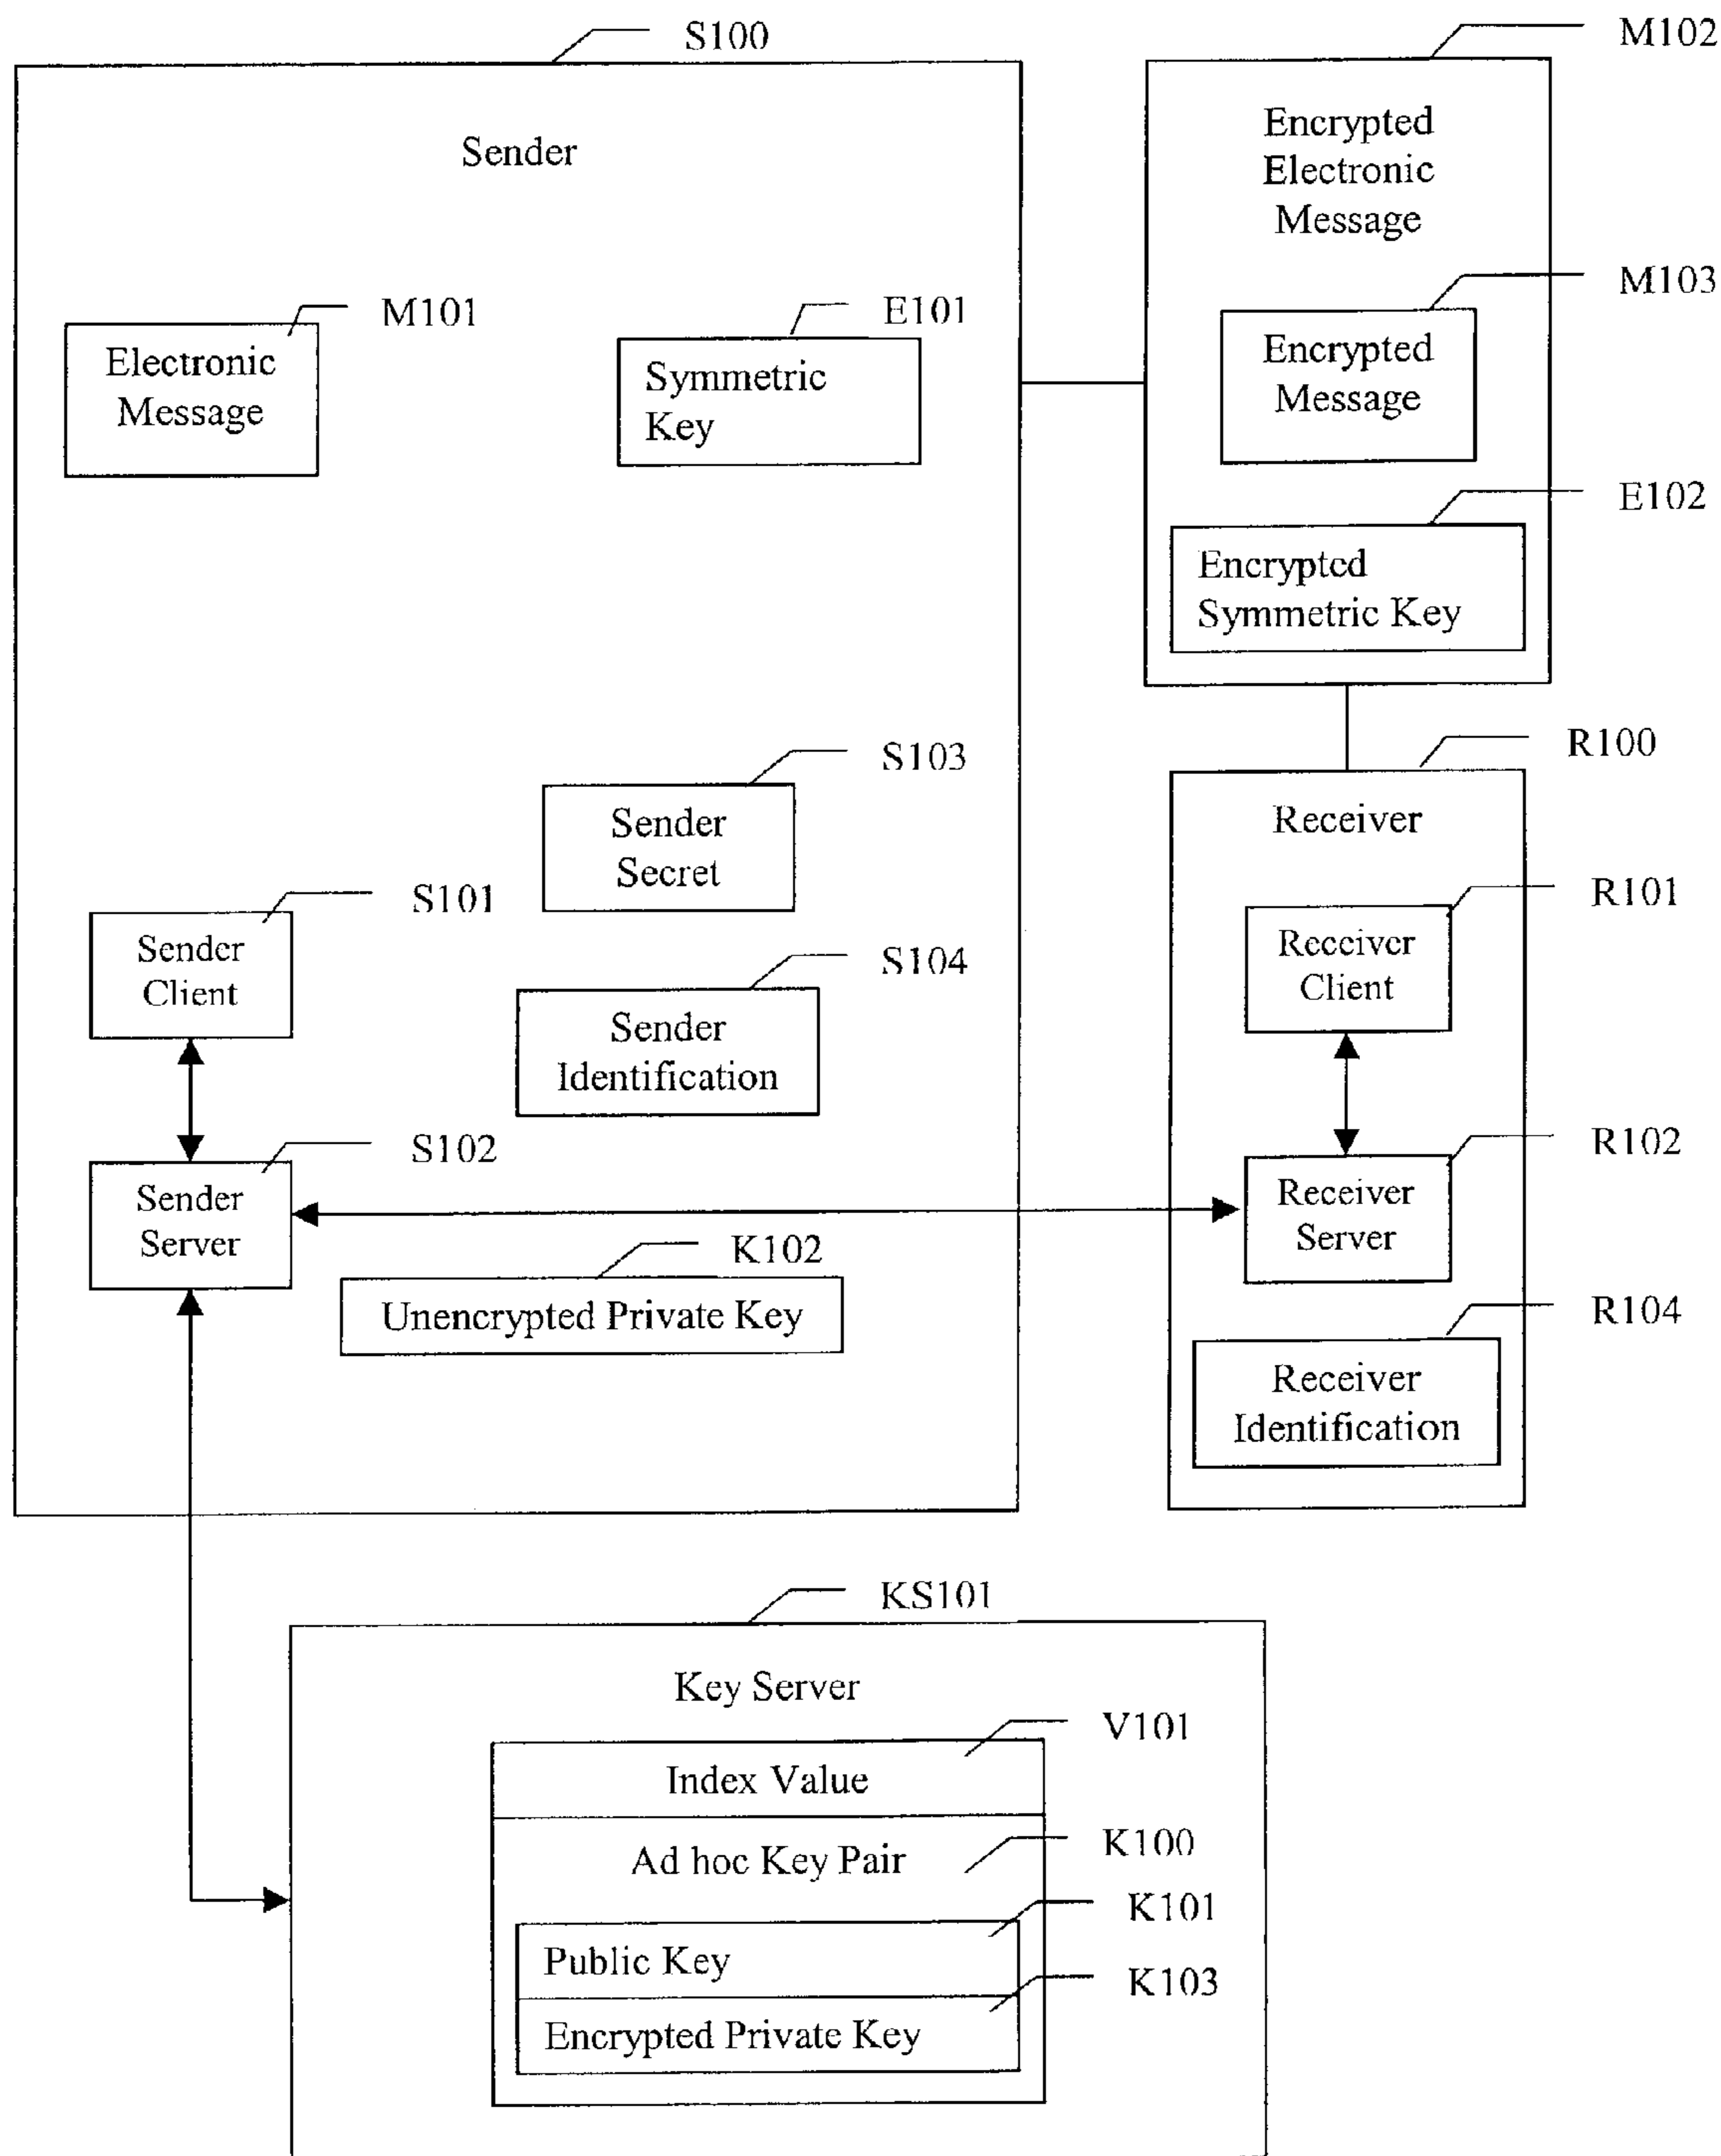 S100
Sender
M101
Electronic
Message
E101
Symmetric
Key
S103
Sender
Secret
S101
Sender
Client
S104
Sender
Identification
S102
Sender
Server
K102
Unencrypted Private Key
M102
Encrypted
Electronic
Message
M103
Encrypted
Message
E102
Encrypted
Symmetric Key
R100
Receiver
R101
Receiver
Client
R102
Receiver
Server
R104
Receiver
Identification
KS101
Key Server
V101
Index Value
K100
Ad hoc Key Pair
K101
Public Key
K103
Encrypted Private Key